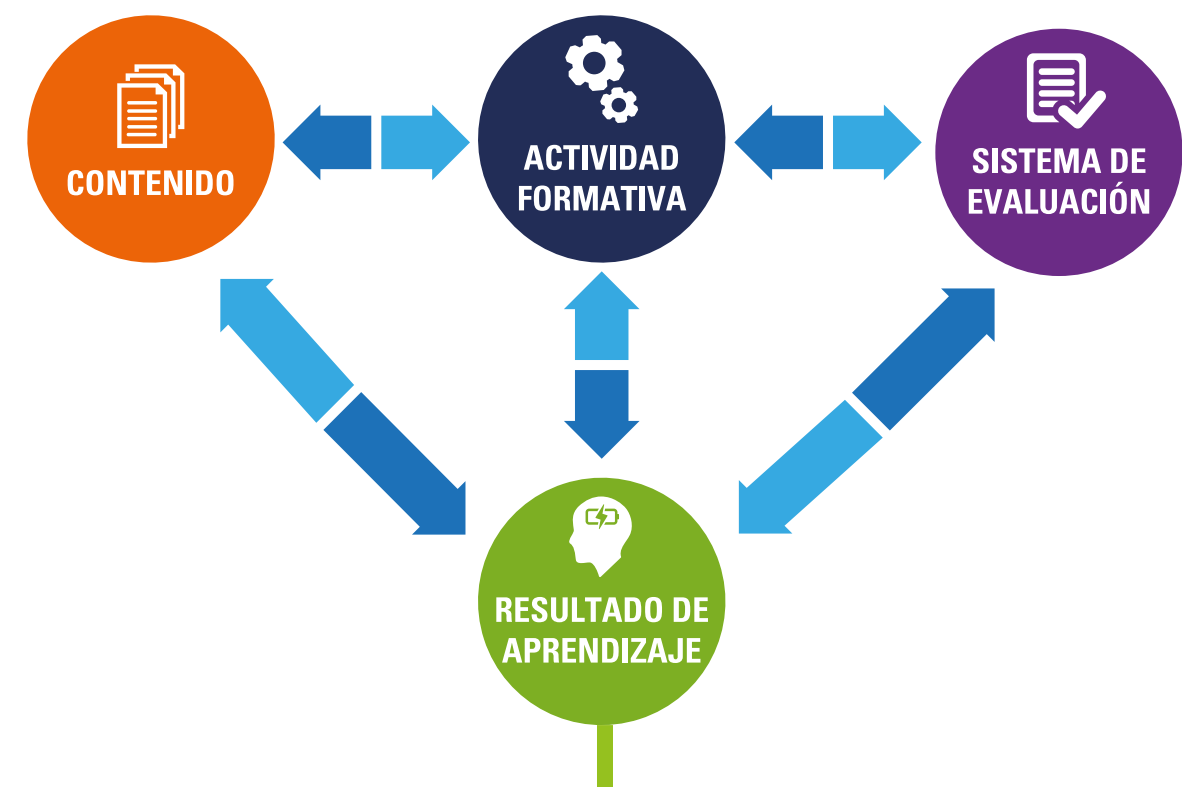 CONTENIDO
ACTIVIDAD
FORMATIVA
SISTEMA DE
EVALUACIÓN
RESULTADO DE
APRENDIZAJE